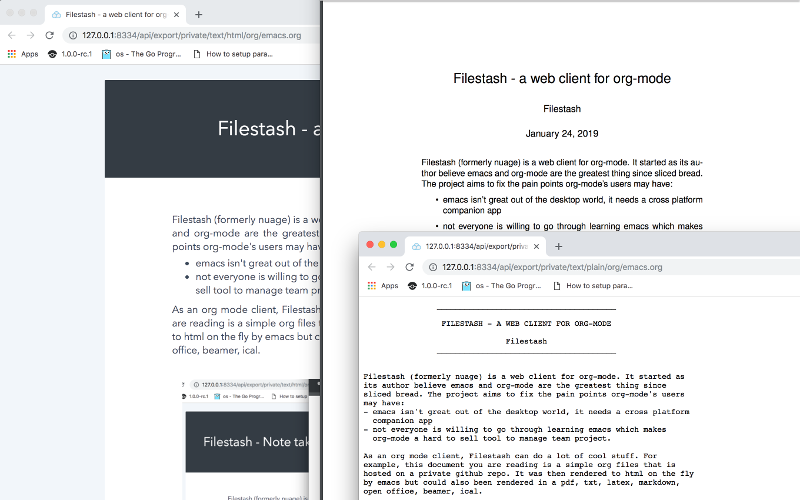 Filestash - a web client for org
127.0.0.1:8334/api/export/private/text/html/org/emacs.org
Apps 1.0.0-rc.1 os - The Go Progr... How to setup para...
Filestash - a
Filestash (formerly nuage) is a we
and org-mode are the greatest
points org-mode's users may hav
• emacs isn't great out of the
• not everyone is willing to go
sell tool to manage team pr
As an org mode client, Filestash
are reading is a simple org files t
to html on the fly by emacs but c
office, beamer, ical.
127.0.0.1:8334/api/export/private/text/html/
1.0.0-rc.1 os - The Go Progr... How to setup
Filestash - Note tak
Filestash - a web client for org-mode
Filestash
January 24, 2019
Filestash (formerly nuage) is a web client for org-mode. It started as its au-
thor believe emacs and org-mode are the greatest thing since sliced bread.
The project aims to fix the pain points org-mode's users may have:
• emacs isn't great out of the desktop world, it needs a cross platform
companion app
• not everyone is willing to go through learning emacs which makes
127.0.0.1:8334/api/export/priva
127.0.0.1:8334/api/export/private/text/plain/org/emacs.org
Apps 1.0.0-rc.1 os - The Go Progr... How to setup para...
FILESTASH - A WEB CLIENT FOR ORG-MODE
Filestash
Filestash (formerly nuage) is a web client for org-mode. It started as
its author believe emacs and org-mode are the greatest thing since
sliced bread. The project aims to fix the pain points org-mode's users
may have:
- emacs isn't great out of the desktop world, it needs a cross platform
companion app
- not everyone is willing to go through learning emacs which makes
org-mode a hard to sell tool to manage team project.
As an org mode client, Filestash can do a lot of cool stuff. For
example, this document you are reading is a simple org files that is
hosted on a private github repo. It was then rendered to html on the fly
by emacs but could also been rendered in a pdf, txt, latex, markdown,
open office, beamer, ical.